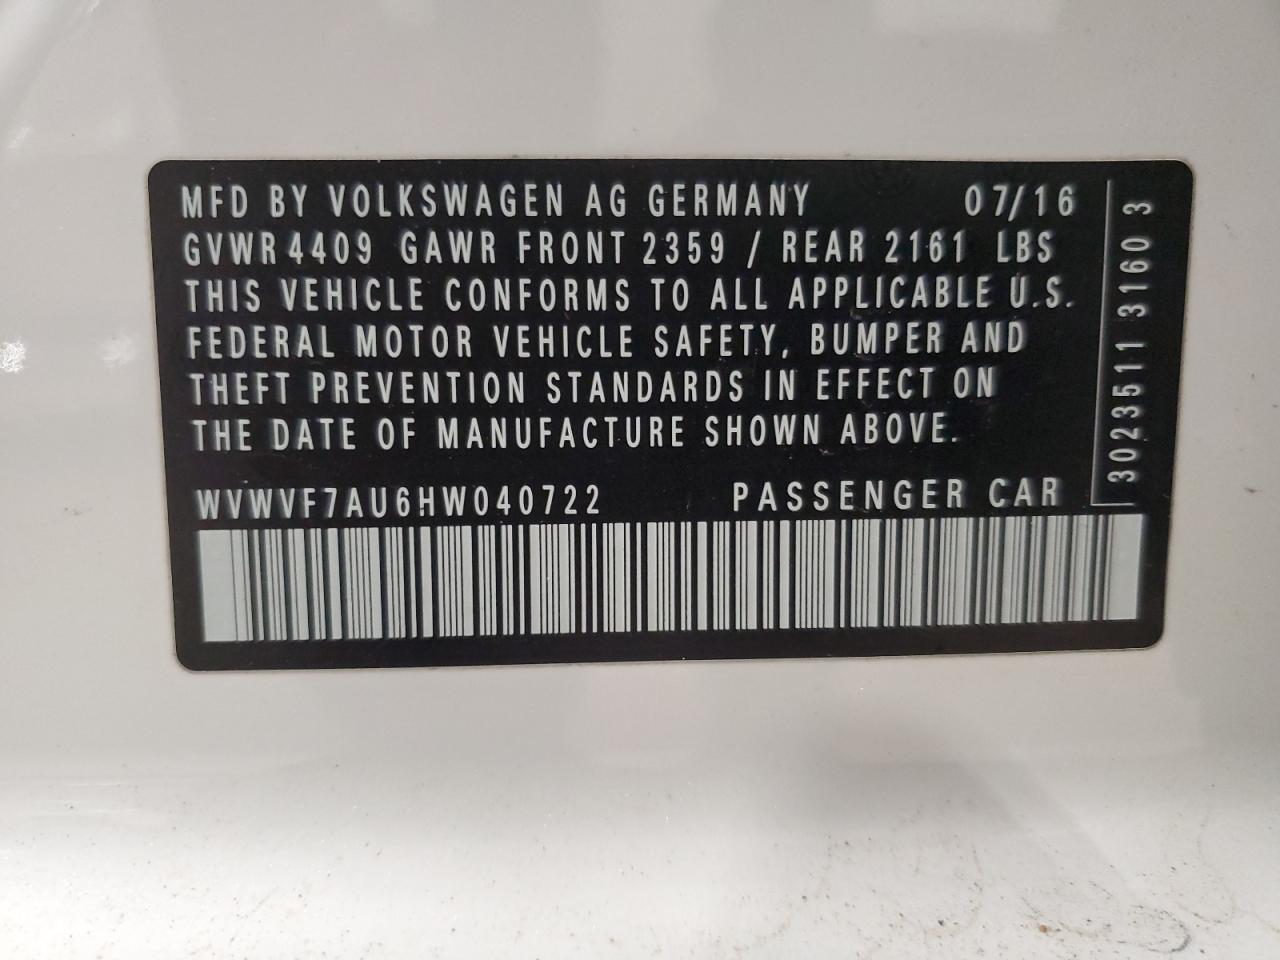 MFD BY VOLKSWAGEN AG GERMANY 07/16
GVWR 4409 GAWR FRONT 2359 / REAR 2161 LBS
THIS VEHICLE CONFORMS TO ALL APPLICABLE U.S.
FEDERAL MOTOR VEHICLE SAFETY, BUMPER AND
THEFT PREVENTION STANDARDS IN EFFECT ON
THE DATE OF MANUFACTURE SHOWN ABOVE.
WVWVF7AU6HW040722 PASSENGER CAR
3023511 3160 3